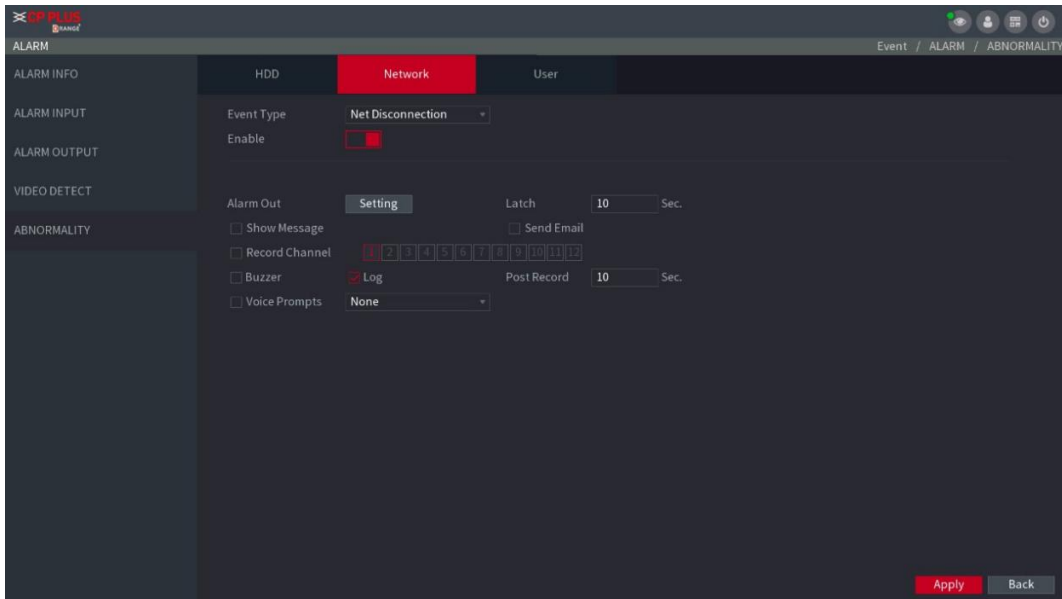 CP PLUS
ORANGE
ALARM
Event / ALARM / ABNORMALITY
ALARM INFO
ALARM INPUT
ALARM OUTPUT
VIDEO DETECT
ABNORMALITY
HDD Network User
Event Type Net Disconnection
Enable
Alarm Out Setting Latch 10 Sec.
Show Message Send Email
Record Channel 1 2 3 4 5 6 7 8 9 10 11 12
Buzzer Log Post Record 10 Sec.
Voice Prompts None
Apply Back